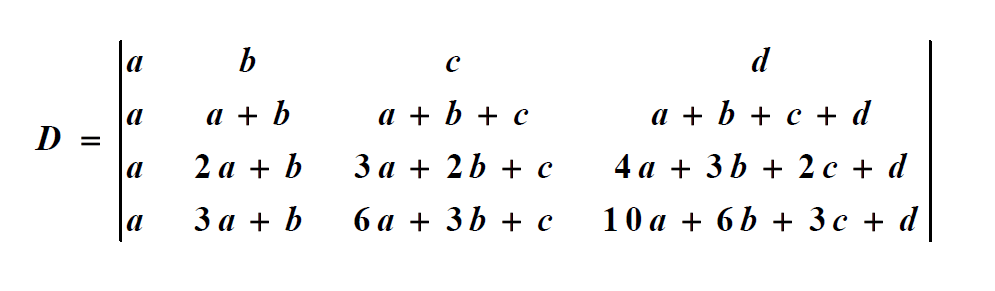 a b c d
a a + b a + b + c a + b + c + d
D = a 2a + b 3a + 2b + c 4a + 3b + 2c + d
a 3a + b 6a + 3b + c 10a + 6b + 3c + d